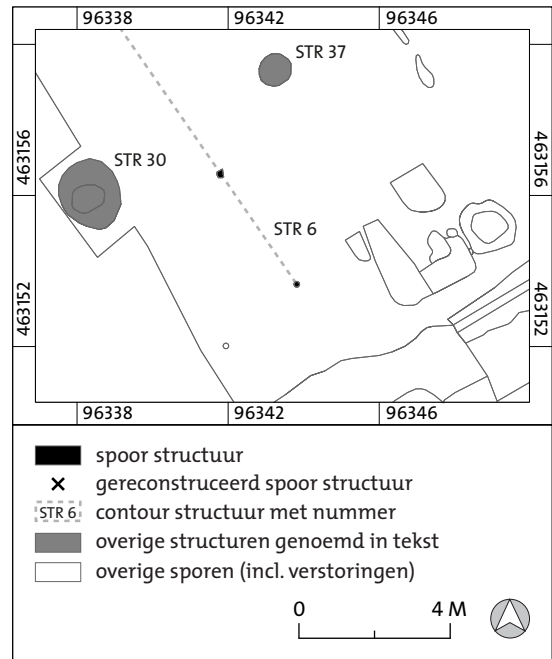 96338 96342 96346
STR 37
463156 STR 30 463156
STR 6
463152 463152
96338 96342 96346
spoor structuur
gereconstruceerd spoor structuur
STR 6 contour structuur met nummer
overige structuren genoemd in tekst
overige sporen (incl. verstoringen)
0 4 M